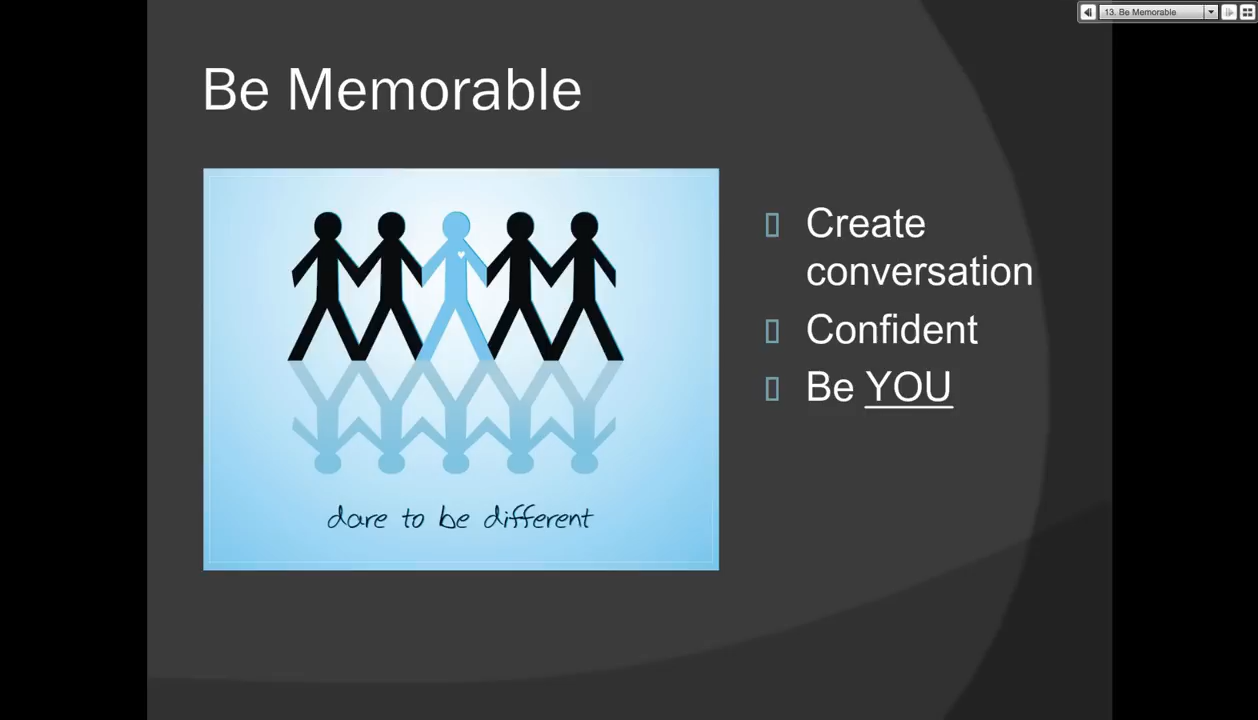 13. Be Memorable
Be Memorable
Create
conversation
Confident
Be YOU
dare to be different